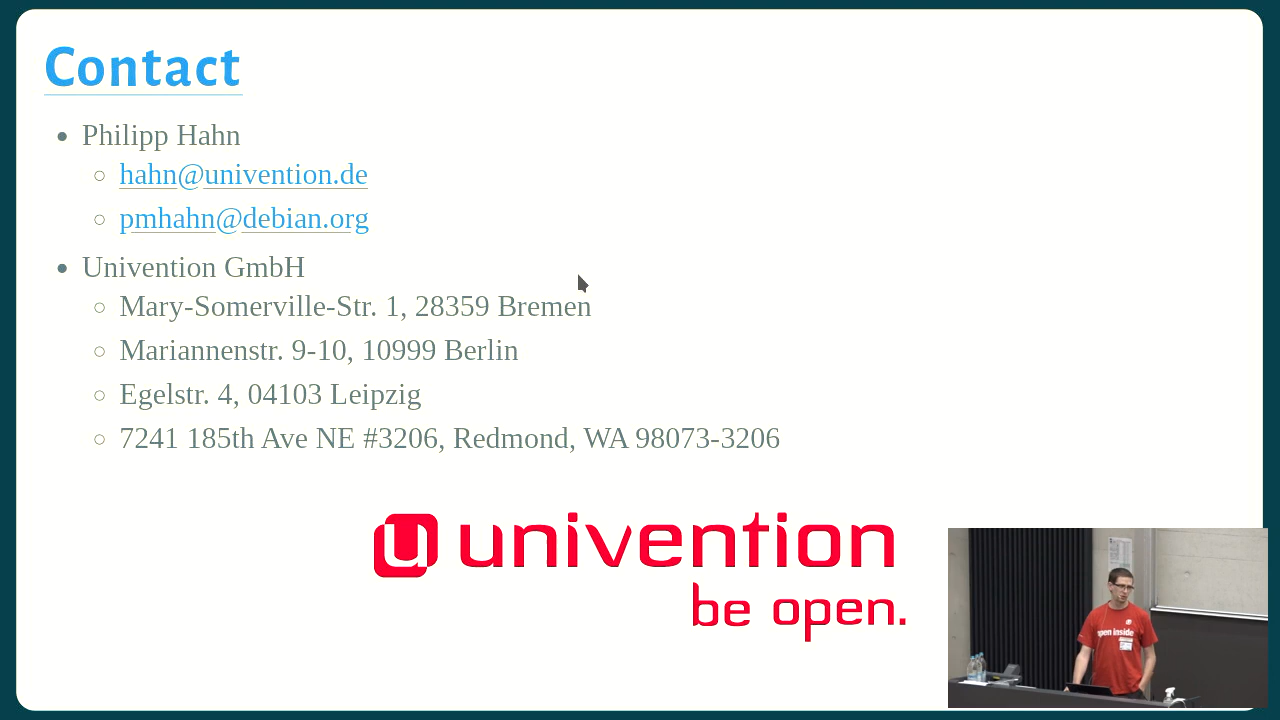 Contact
Philipp Hahn
hahn@univention.de
pmhahn@debian.org
Univention GmbH
Mary-Somerville-Str. 1, 28359 Bremen
Mariannenstr. 9-10, 10999 Berlin
Egelstr. 4, 04103 Leipzig
7241 185th Ave NE #3206, Redmond, WA 98073-3206
u univention
be open.
open inside